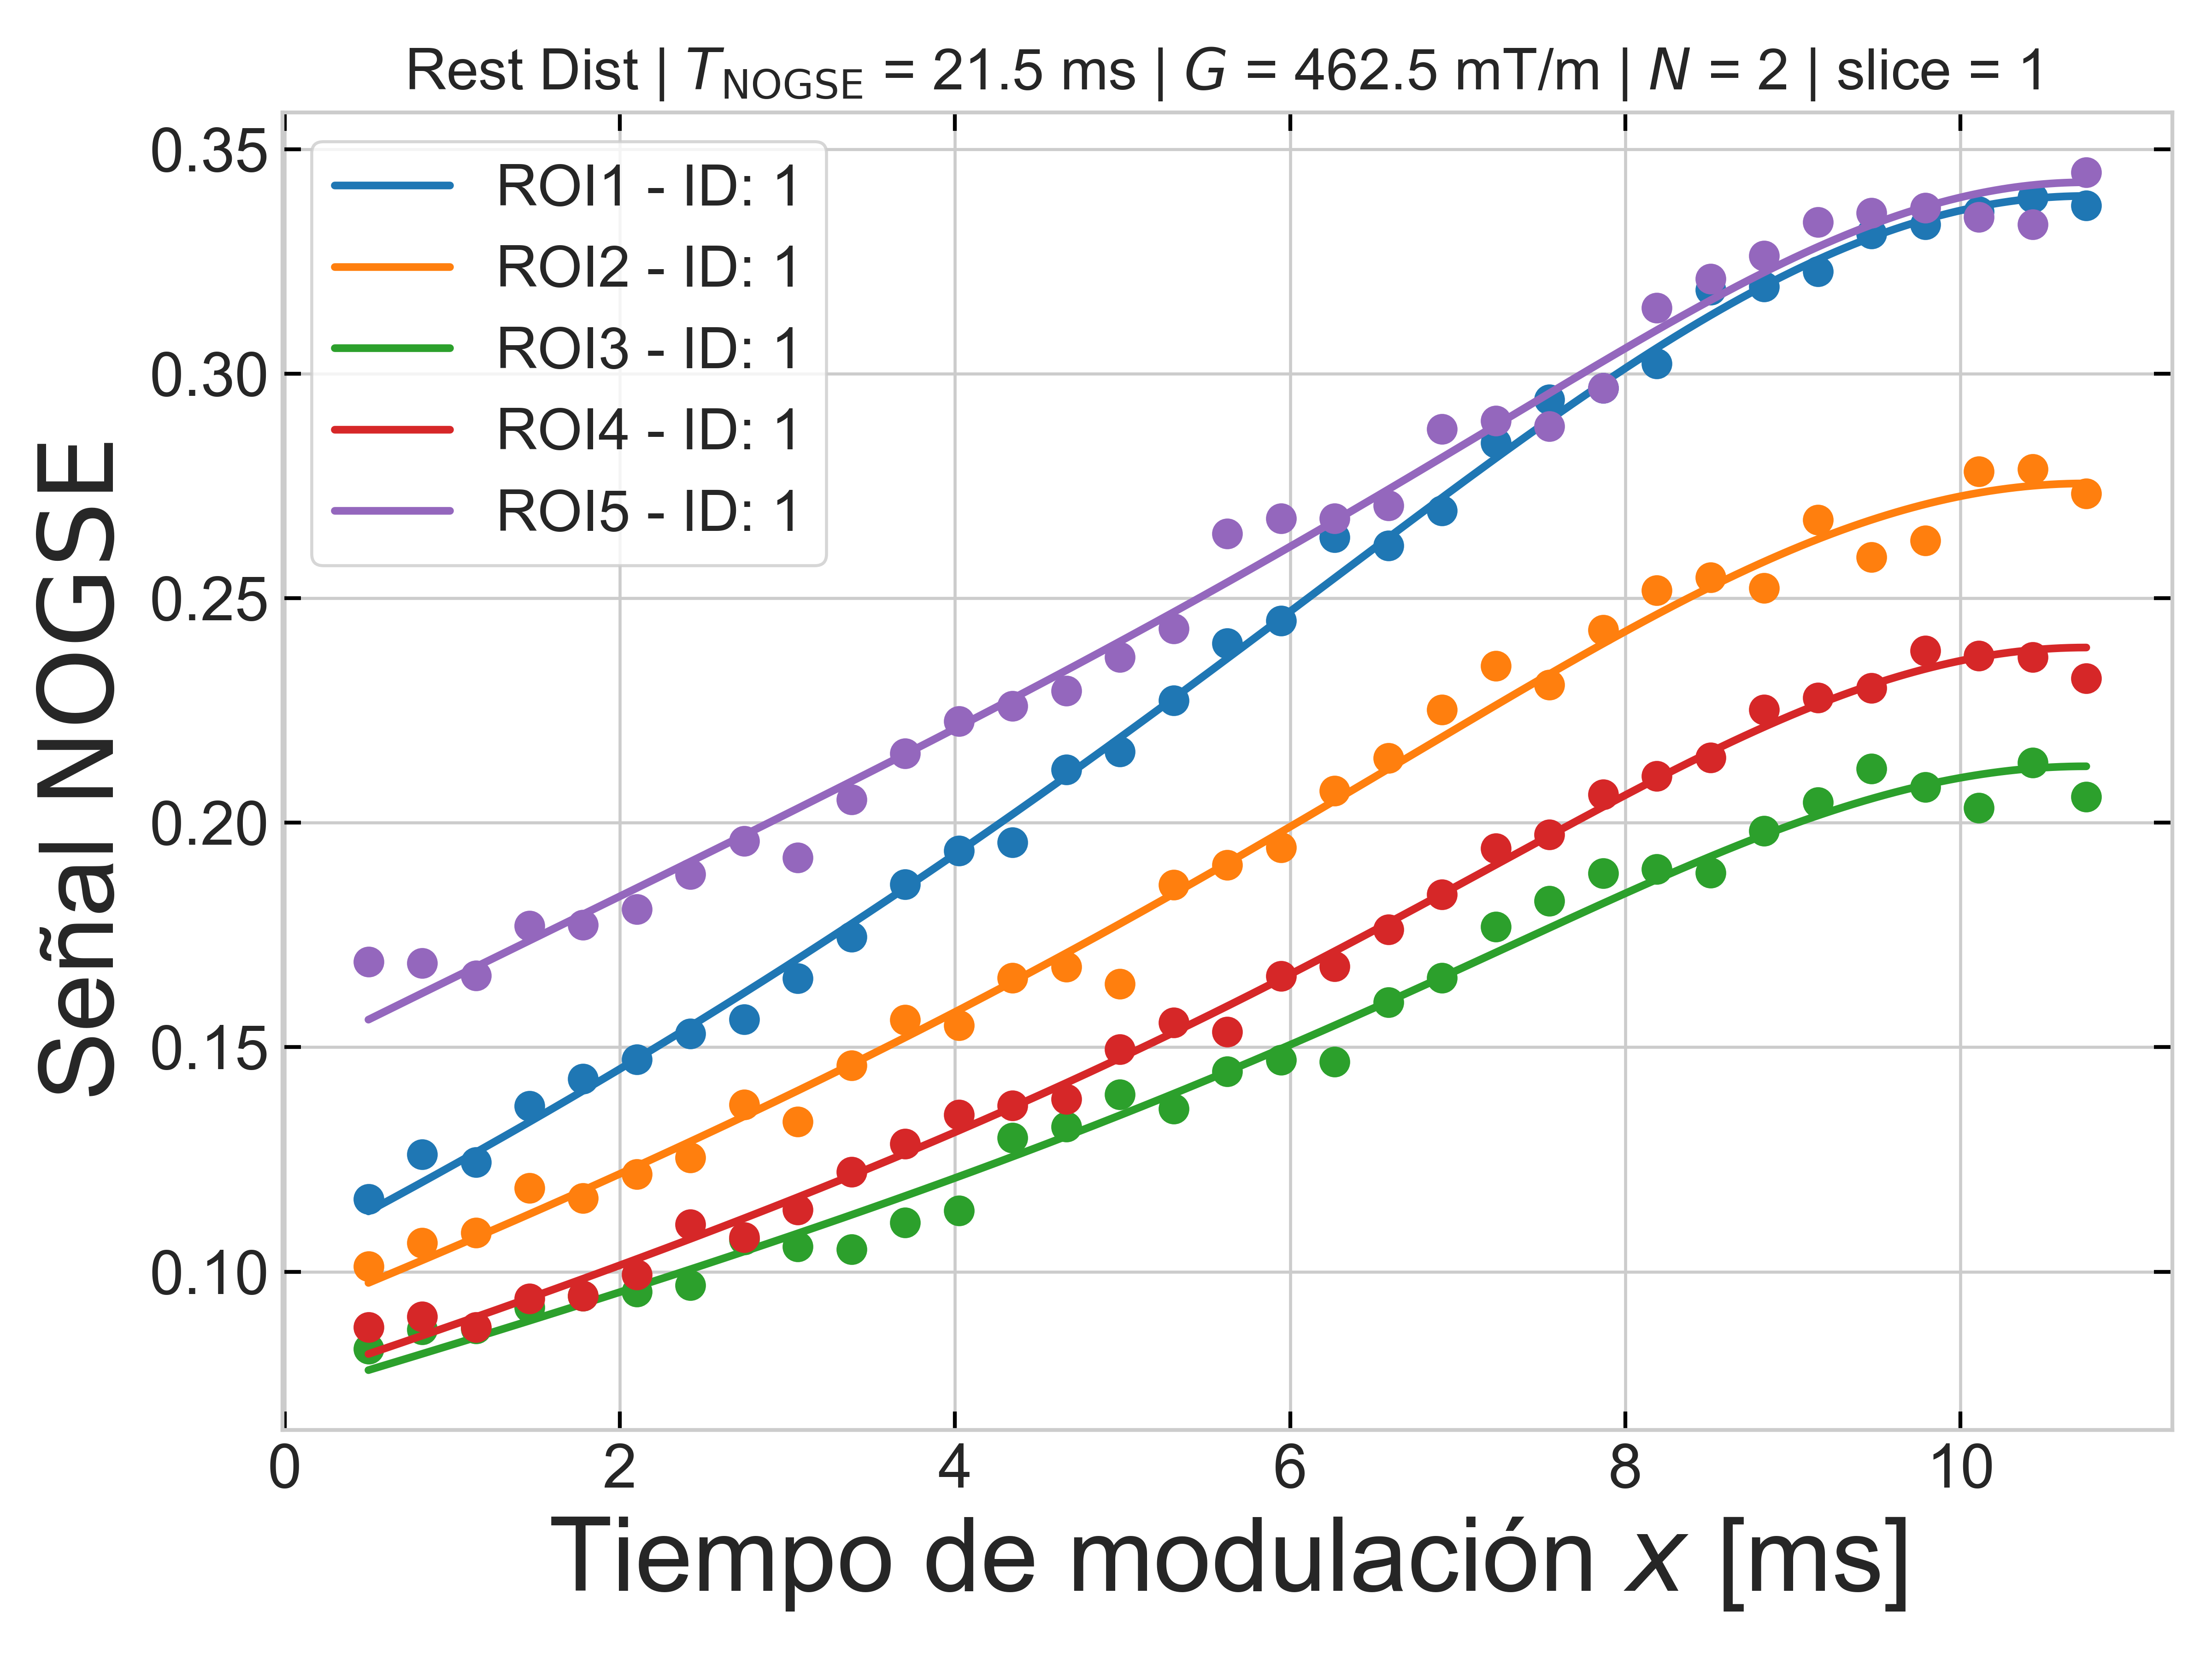 Rest Dist | T_NOGSE = 21.5 ms | G = 462.5 mT/m | N = 2 | slice = 1
Señal NOGSE
0.35
0.30
0.25
0.20
0.15
0.10
ROI1 - ID: 1
ROI2 - ID: 1
ROI3 - ID: 1
ROI4 - ID: 1
ROI5 - ID: 1
0 2 4 6 8 10
Tiempo de modulación x [ms]